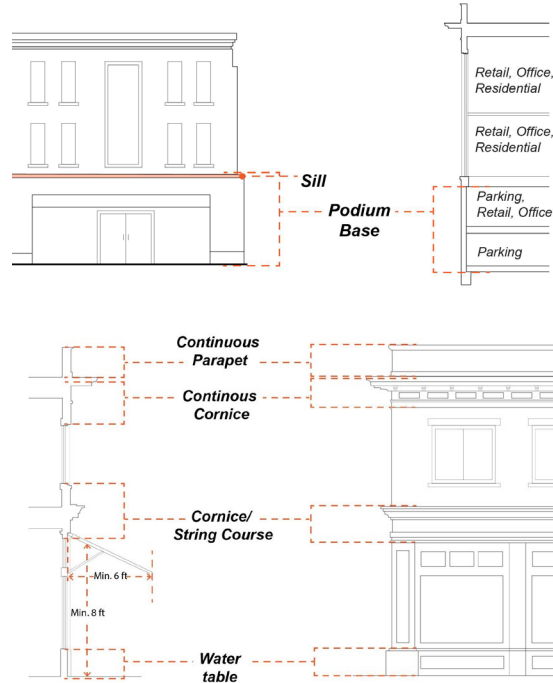 Retail, Office,
Residential
Retail, Office,
Residential
Sill
Podium
Base
Parking,
Retail, Office
Parking
Continuous
Parapet
Continous
Cornice
Cornice/
String Course
Min. 6 ft
Min. 8 ft
Water
table